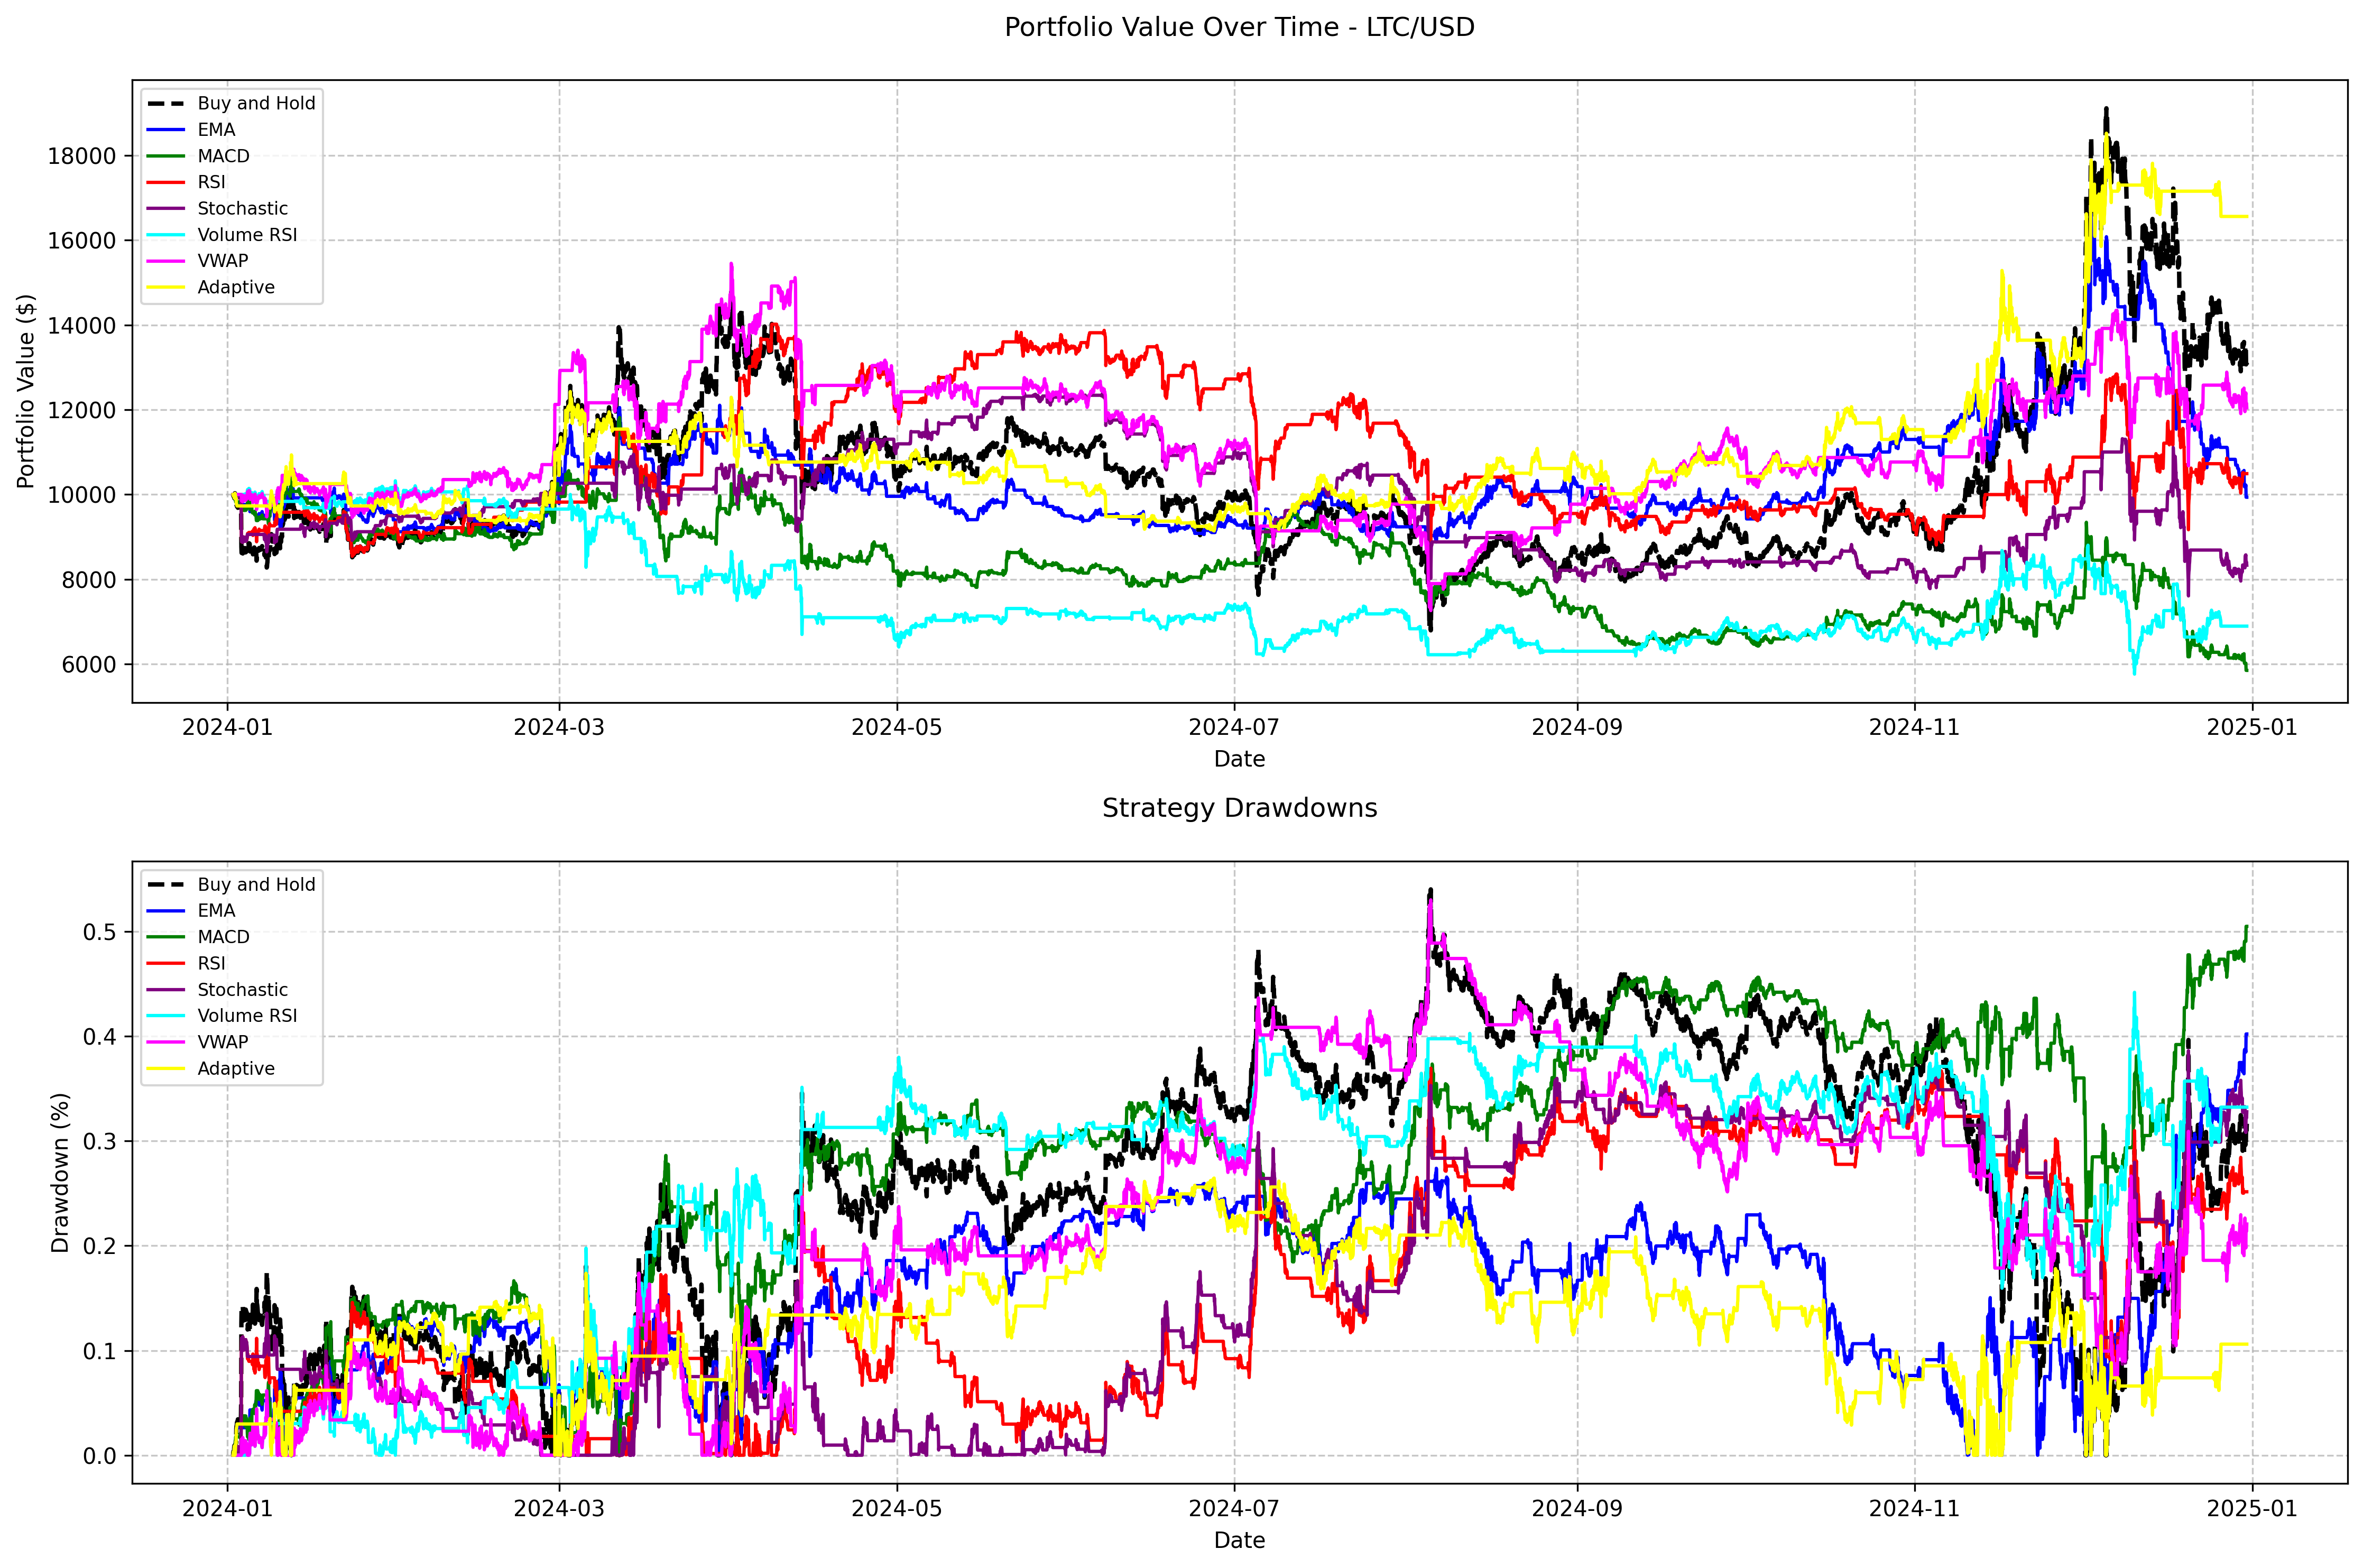 Portfolio Value Over Time - LTC/USD
Portfolio Value ($)
18000
16000
14000
12000
10000
8000
6000
Buy and Hold
EMA
MACD
RSI
Stochastic
Volume RSI
VWAP
Adaptive
2024-01 2024-03 2024-05 2024-07 2024-09 2024-11 2025-01
Date
Strategy Drawdowns
Drawdown (%)
0.5
0.4
0.3
0.2
0.1
0.0
Buy and Hold
EMA
MACD
RSI
Stochastic
Volume RSI
VWAP
Adaptive
2024-01 2024-03 2024-05 2024-07 2024-09 2024-11 2025-01
Date